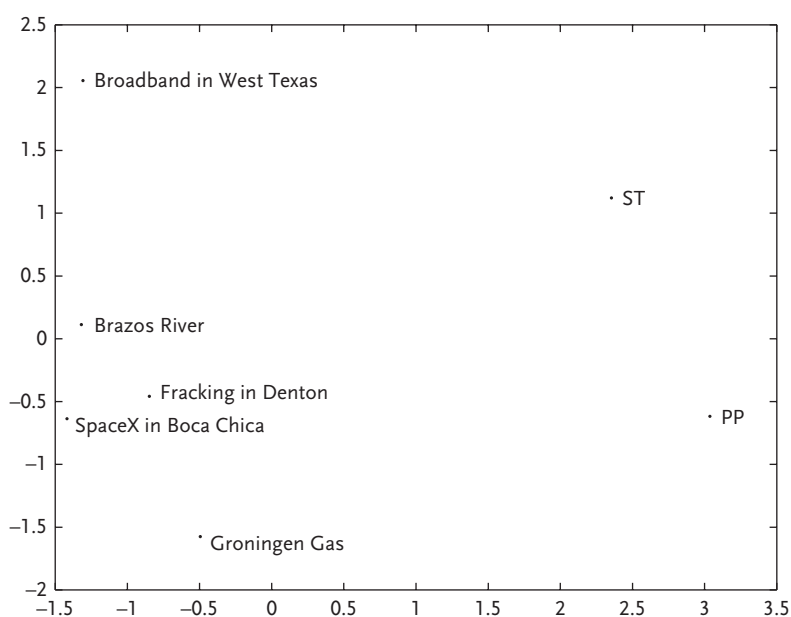 2.5
2
Broadband in West Texas
1.5
ST
1
0.5
Brazos River
0
Fracking in Denton
–0.5
PP
SpaceX in Boca Chica
–1
–1.5
Groningen Gas
–2
–1.5 –1 –0.5 0 0.5 1 1.5 2 2.5 3 3.5